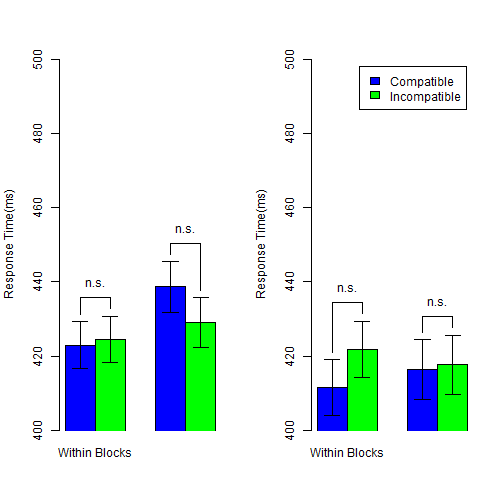 500
480
460
440
420
400
Response Time(ms)
n.s.
n.s.
Within Blocks
500
480
460
440
420
400
Response Time(ms)
Compatible
Incompatible
n.s.
n.s.
Within Blocks